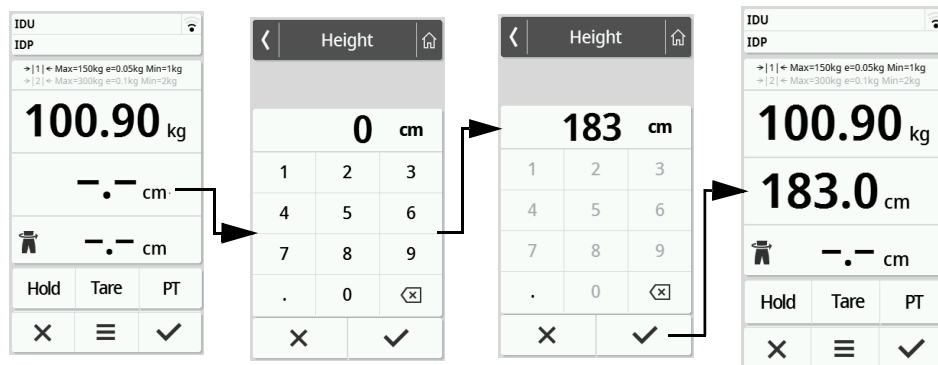 IDU
IDP
→|1|← Max=150kg e=0.05kg Min=1kg
→|2|← Max=300kg e=0.1kg Min=2kg
100.90 kg
–.– cm
–.– cm
Hold Tare PT
Height
0 cm
1 2 3
4 5 6
7 8 9
. 0
Height
183 cm
1 2 3
4 5 6
7 8 9
. 0
IDU
IDP
→|1|← Max=150kg e=0.05kg Min=1kg
→|2|← Max=300kg e=0.1kg Min=2kg
100.90 kg
183.0 cm
–.– cm
Hold Tare PT